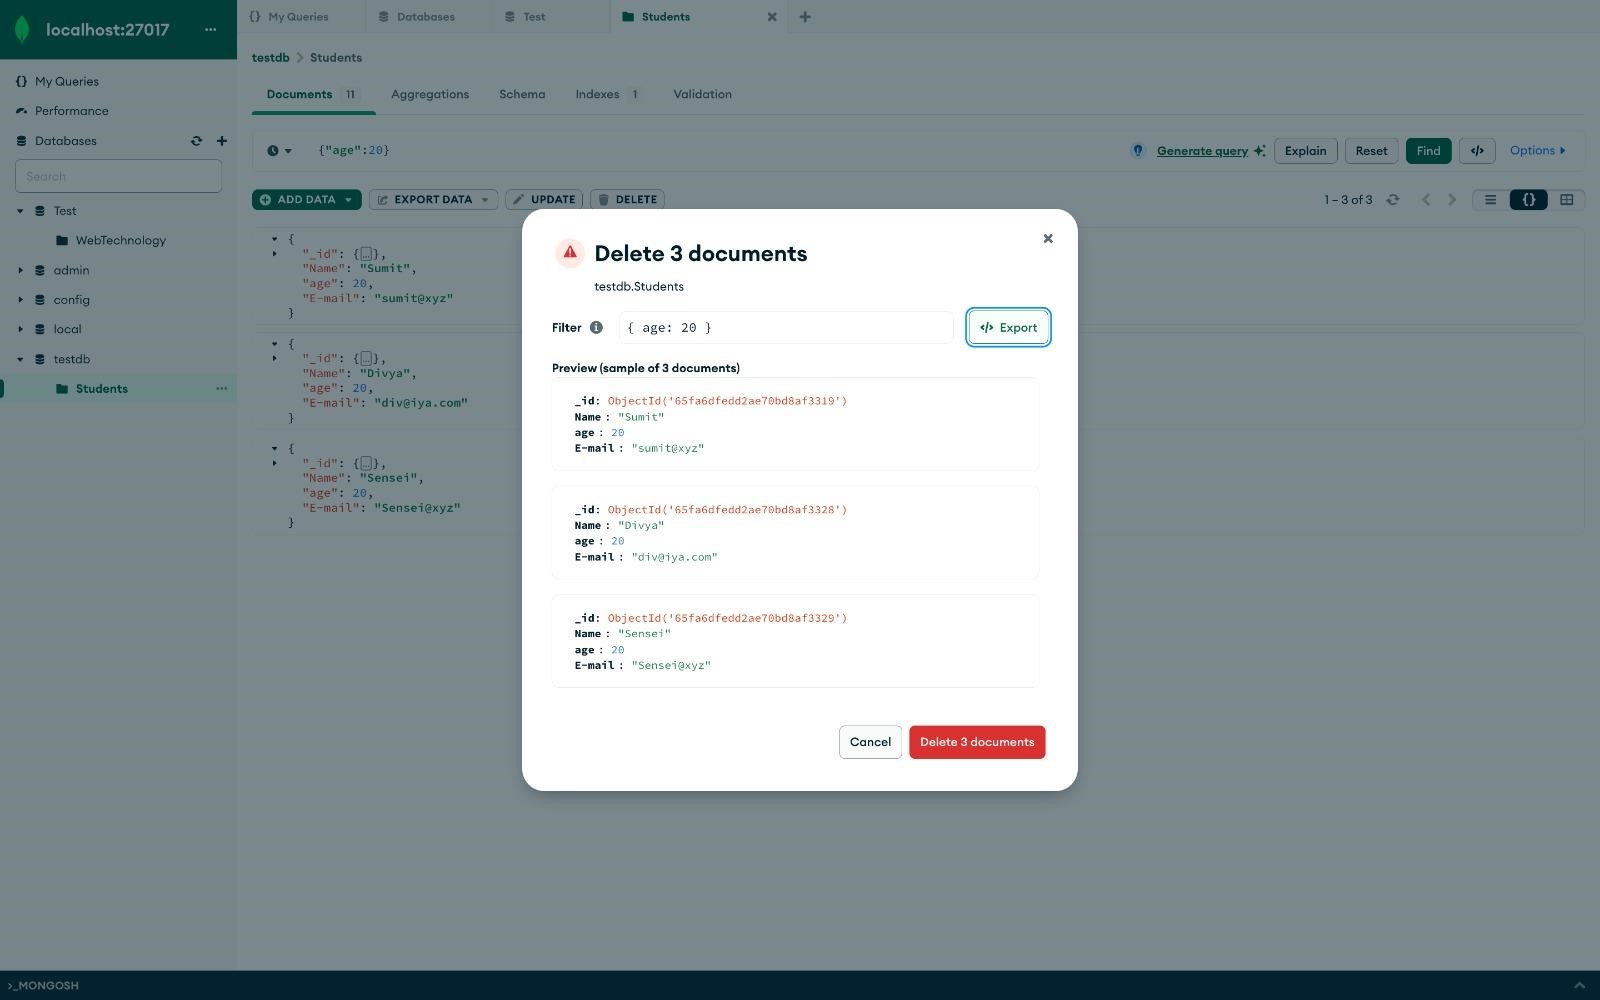 localhost:27017
My Queries
Performance
Databases
Search
Test
WebTechnology
admin
config
local
testdb
Students
{} My Queries
Databases
Test
Students
testdb > Students
Documents 11
Aggregations
Schema
Indexes 1
Validation
{"age":20}
Generate query
Explain
Reset
Find
</>
Options
ADD DATA
EXPORT DATA
UPDATE
DELETE
1 – 3 of 3
{}
{
"_id": {…},
"Name": "Sumit",
"age": 20,
"E-mail": "sumit@xyz"
}
{
"_id": {…},
"Name": "Divya",
"age": 20,
"E-mail": "div@iya.com"
}
{
"_id": {…},
"Name": "Sensei",
"age": 20,
"E-mail": "Sensei@xyz"
}
Delete 3 documents
testdb.Students
Filter
{ age: 20 }
</> Export
Preview (sample of 3 documents)
_id: ObjectId('65fa6dfedd2ae70bd8af3319')
Name : "Sumit"
age : 20
E-mail : "sumit@xyz"
_id: ObjectId('65fa6dfedd2ae70bd8af3328')
Name : "Divya"
age : 20
E-mail : "div@iya.com"
_id: ObjectId('65fa6dfedd2ae70bd8af3329')
Name : "Sensei"
age : 20
E-mail : "Sensei@xyz"
Cancel
Delete 3 documents
>_MONGOSH